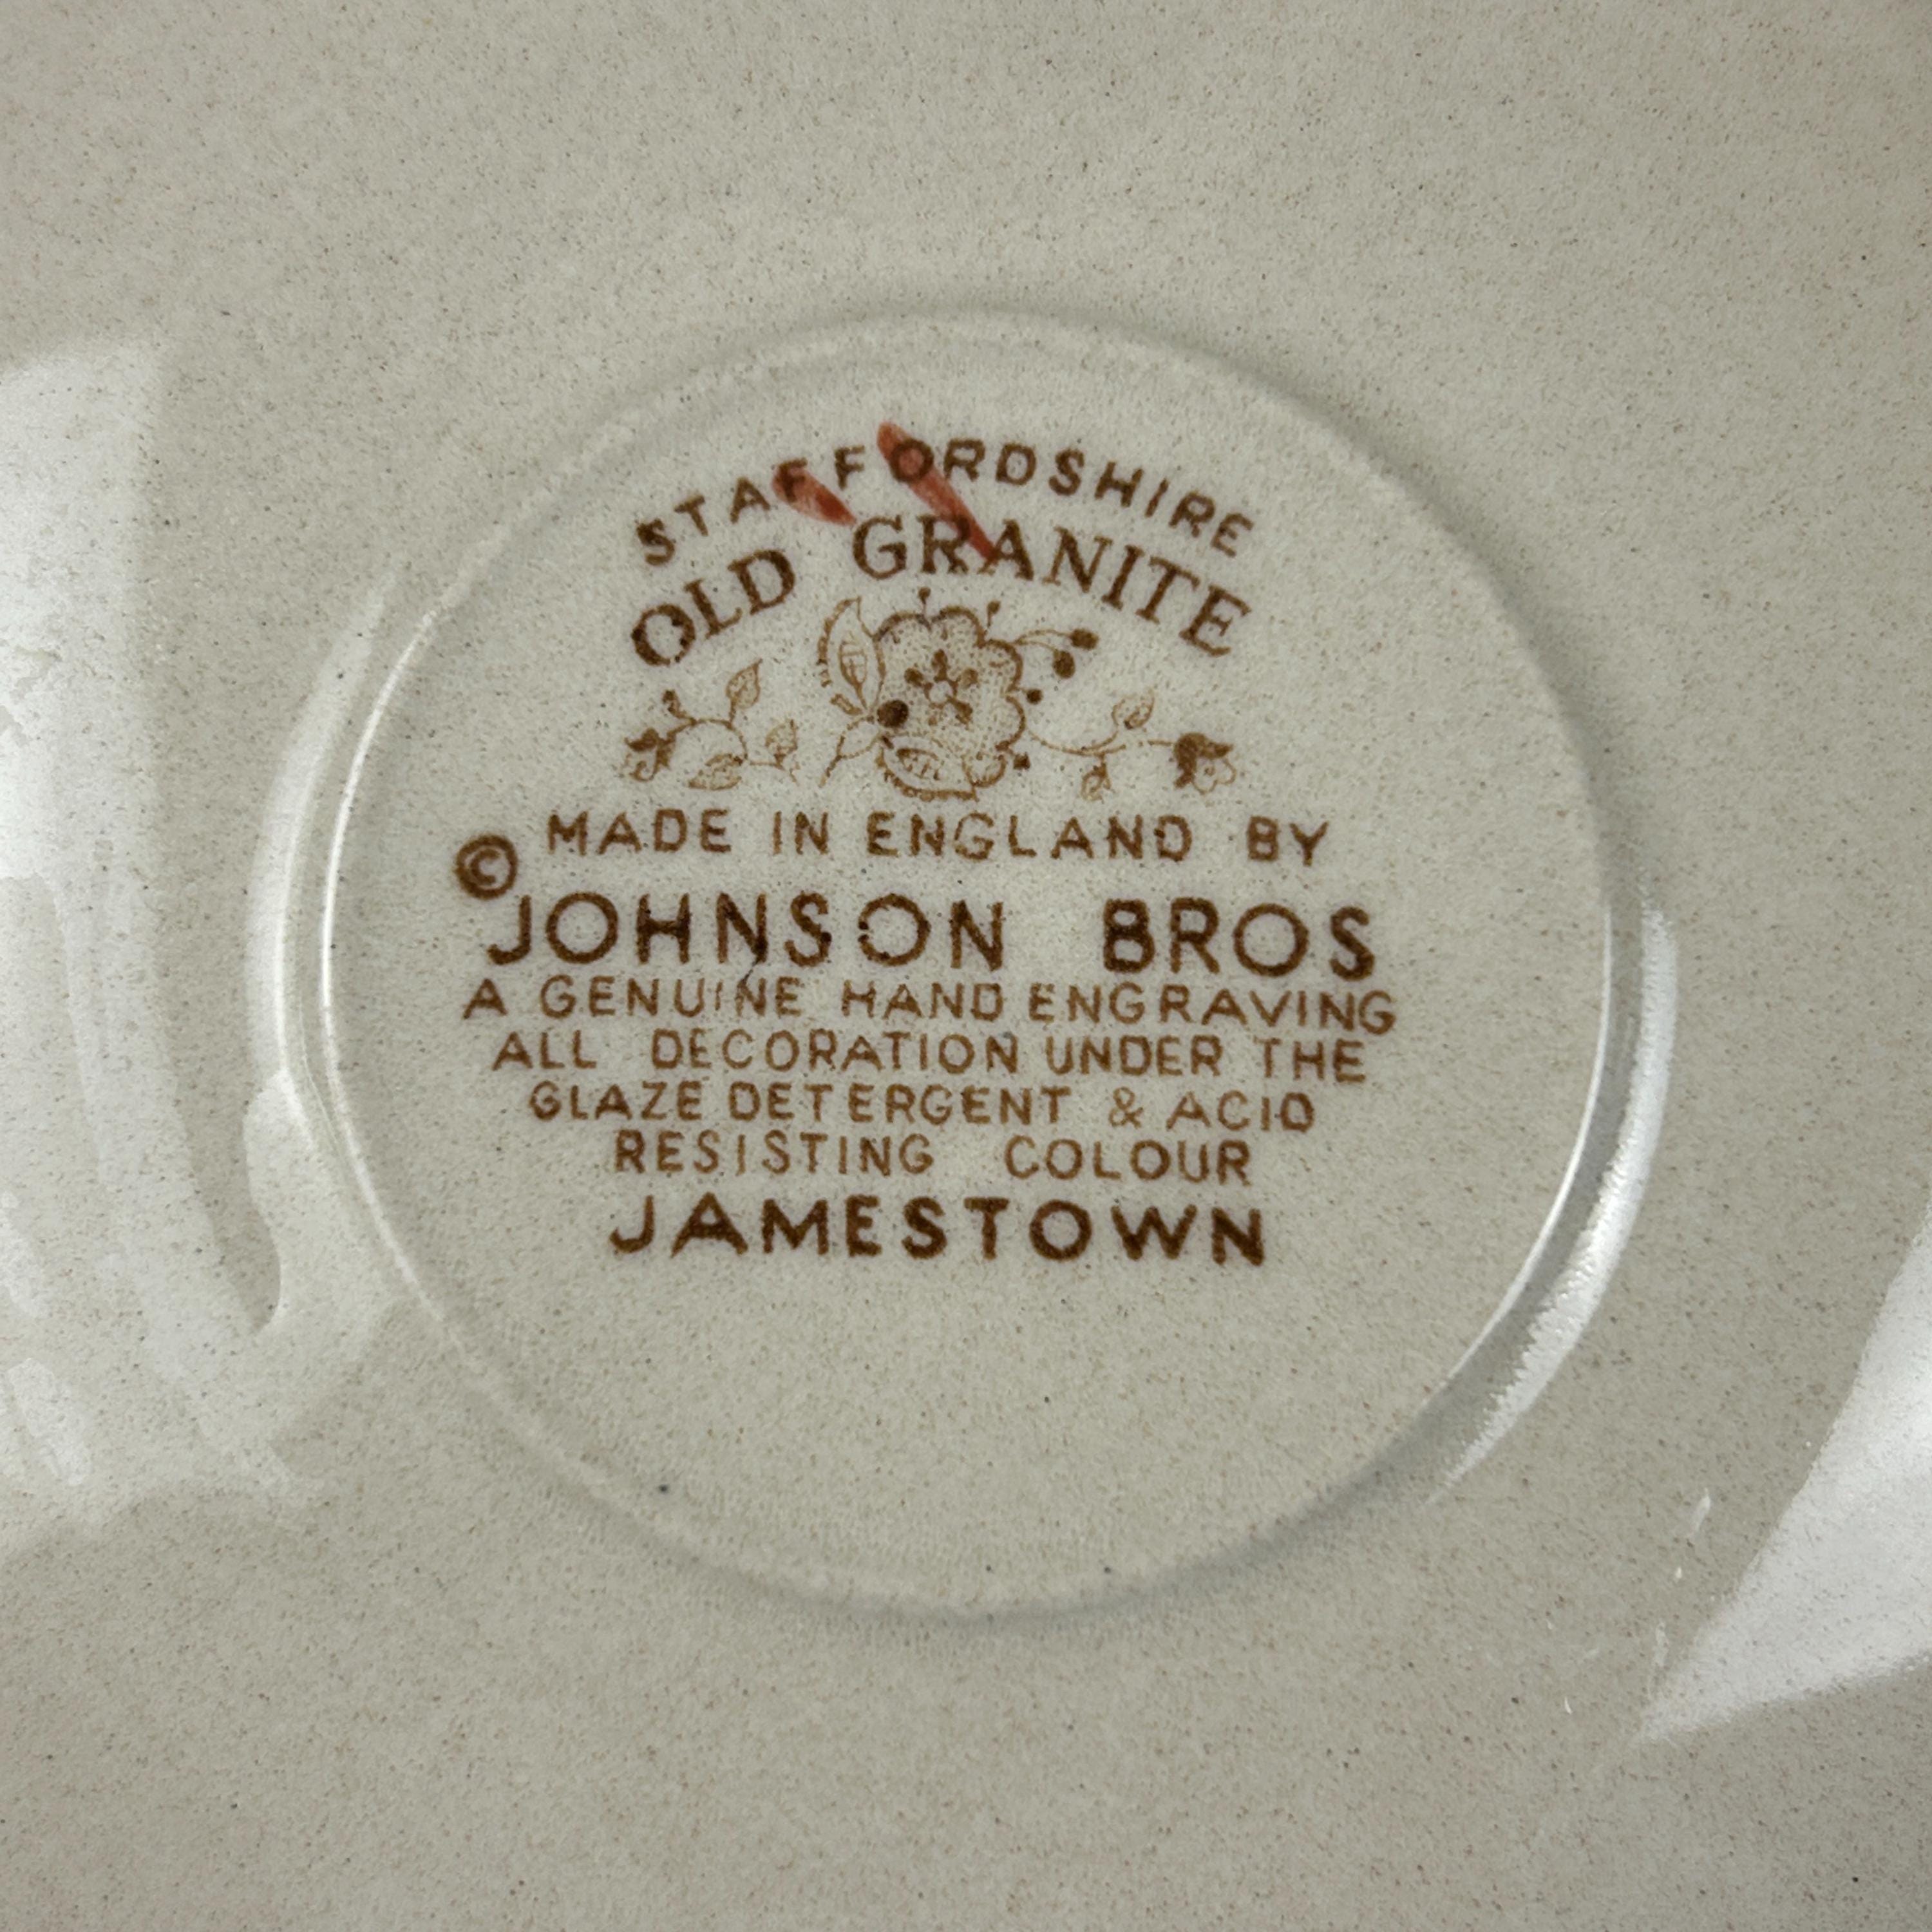 STAFFORDSHIRE
OLD GRANITE
MADE IN ENGLAND BY
© JOHNSON BROS
A GENUINE HAND ENGRAVING
ALL DECORATION UNDER THE
GLAZE DETERGENT & ACID
RESISTING COLOUR
JAMESTOWN